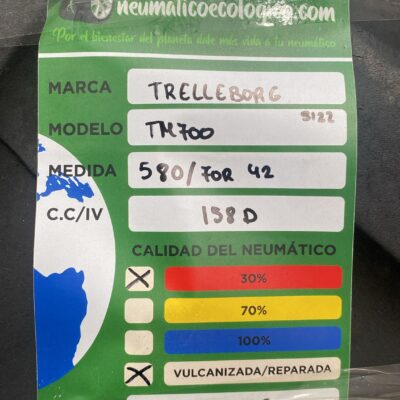 neumaticoecologico.com
Por el bienestar del planeta dale más vida a tu neumático
MARCA TRELLEBORG
MODELO TM700 5122
MEDIDA 580/70R 42
C.C/IV 158D
CALIDAD DEL NEUMÁTICO
X 30%
70%
100%
X VULCANIZADA/REPARADA